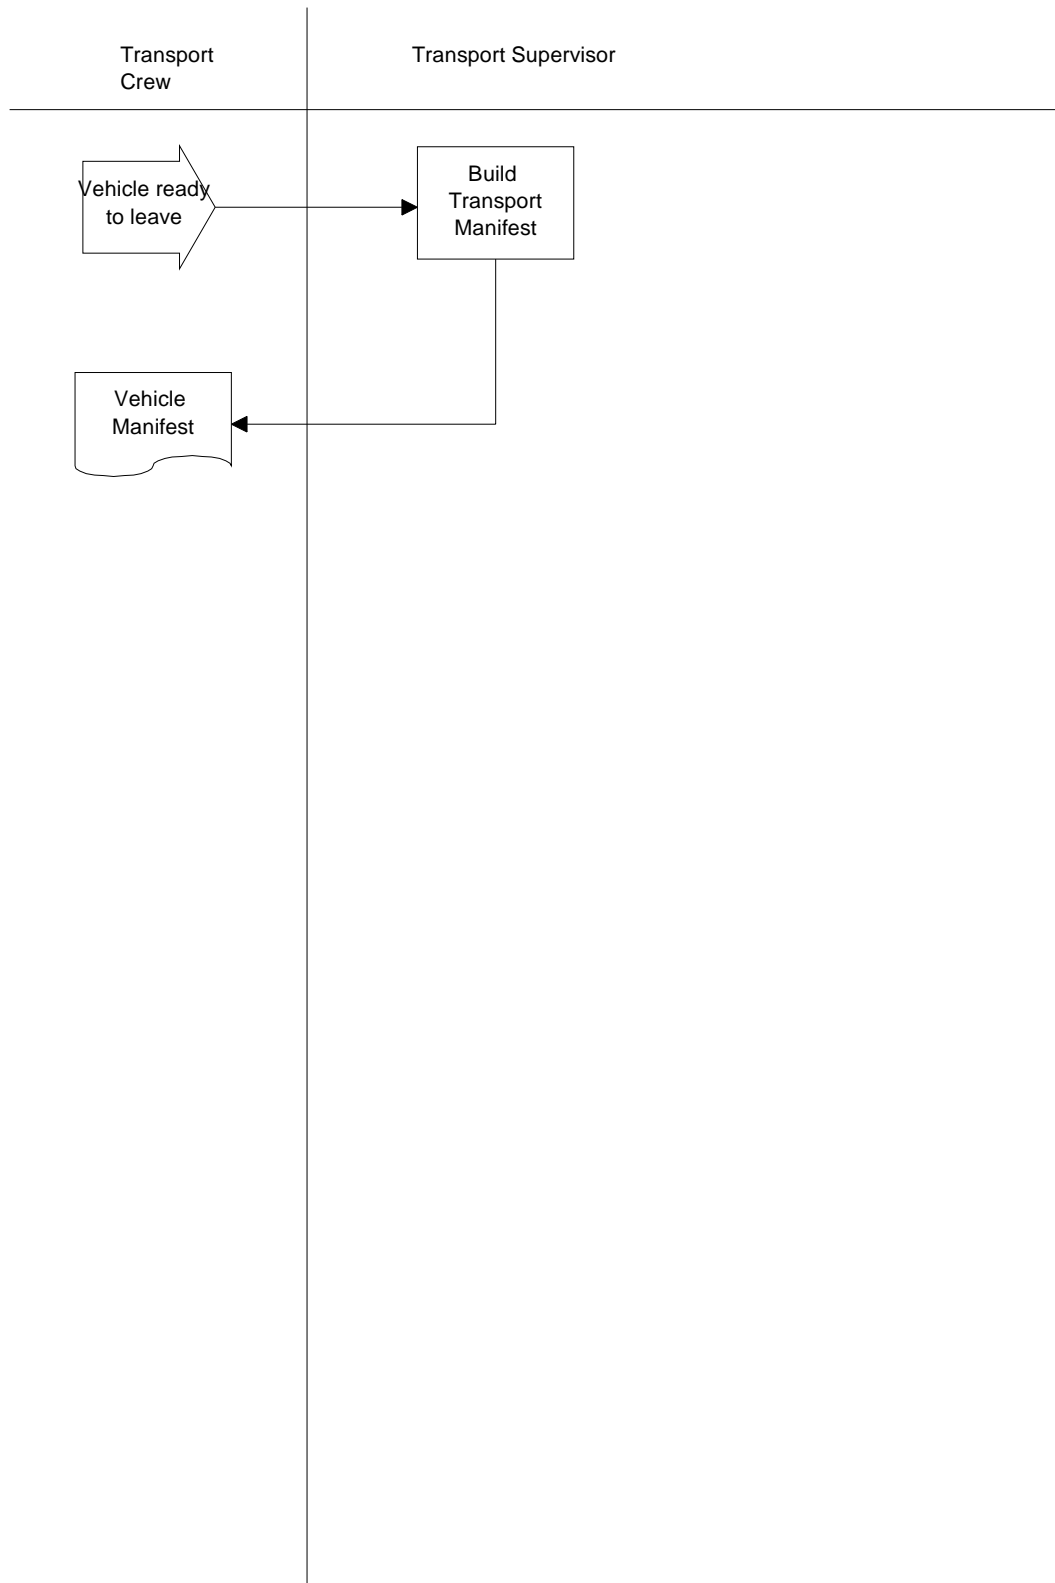 Transport
Crew
Transport Supervisor
Vehicle ready
to leave
Build
Transport
Manifest
Vehicle
Manifest